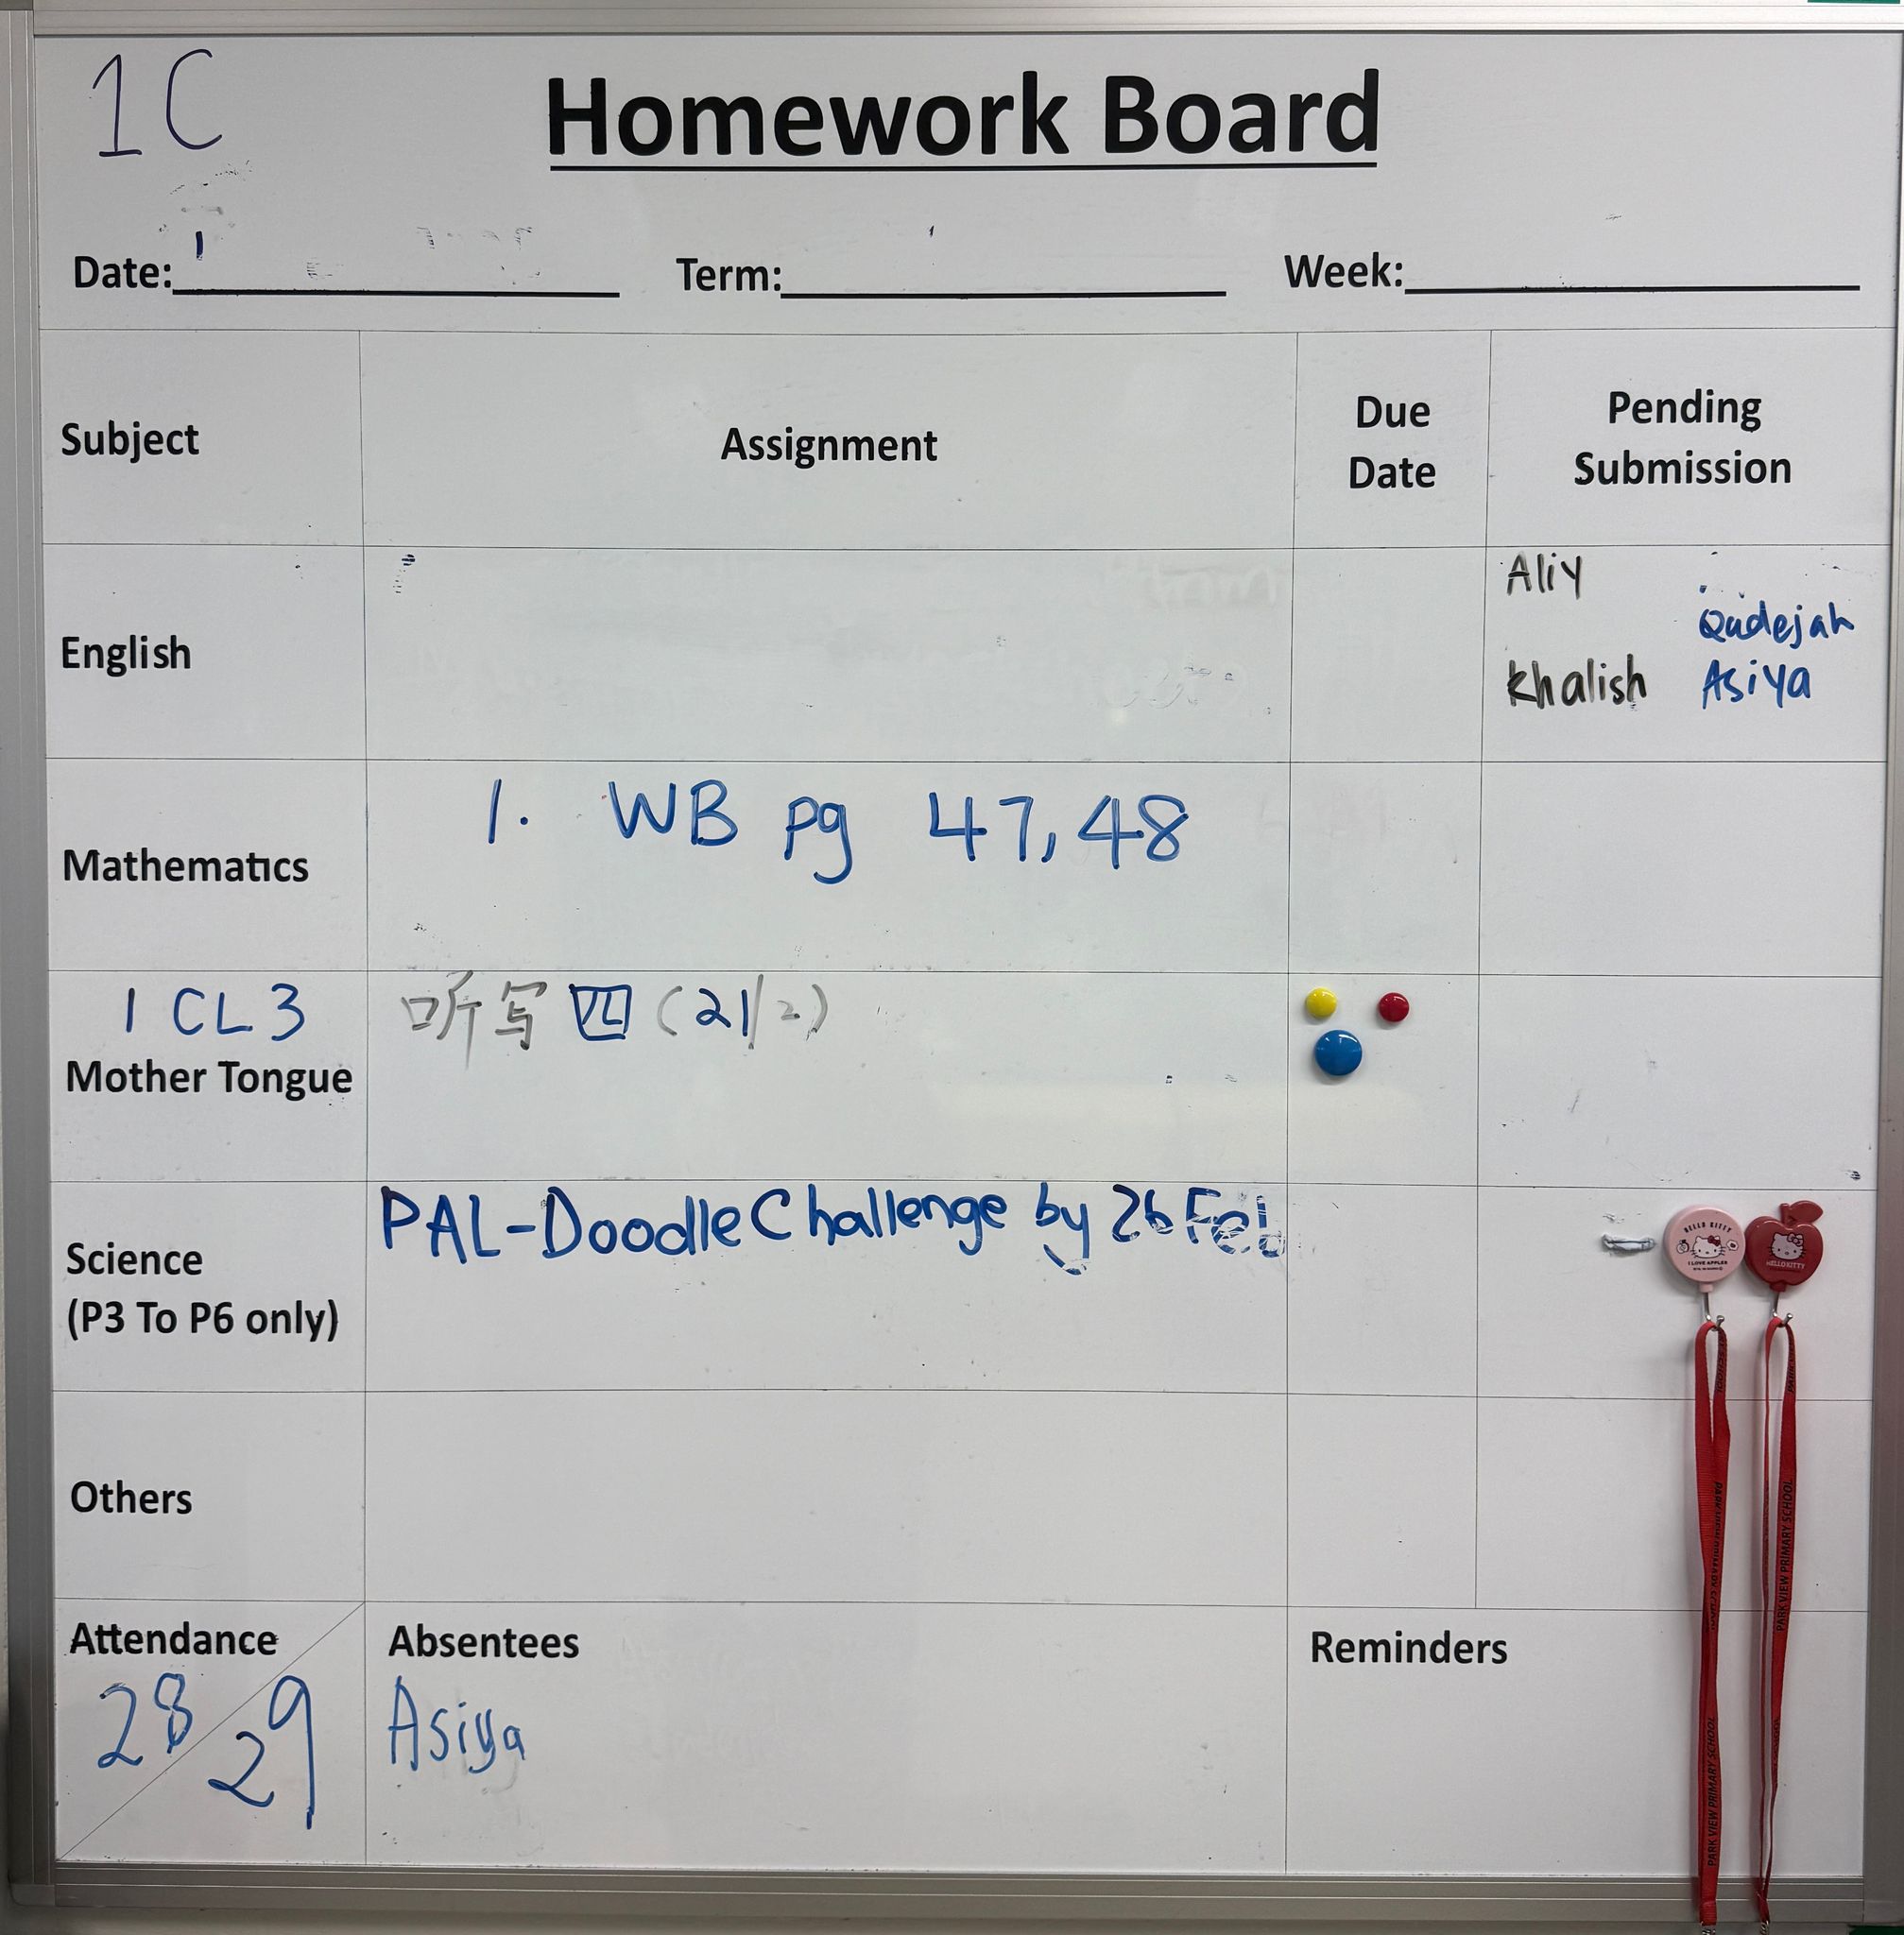 1C
Homework Board
Date: Term: Week:
Subject
Assignment
Due
Date
Pending
Submission
English
Aliy
Qudejah
Khalish Asiya
Mathematics
1. WB pg 47, 48
1 CL 3
Mother Tongue
听写四 (21/2)
Science
(P3 To P6 only)
PAL-Doodle Challenge by 26 Feb
HELLO KITTY
I LOVE APPLES
HELLO KITTY
Others
Attendance
28/29
Absentees
Asiya
Reminders
PARK VIEW PRIMARY SCHOOL
PARK VIEW PRIMARY SCHOOL